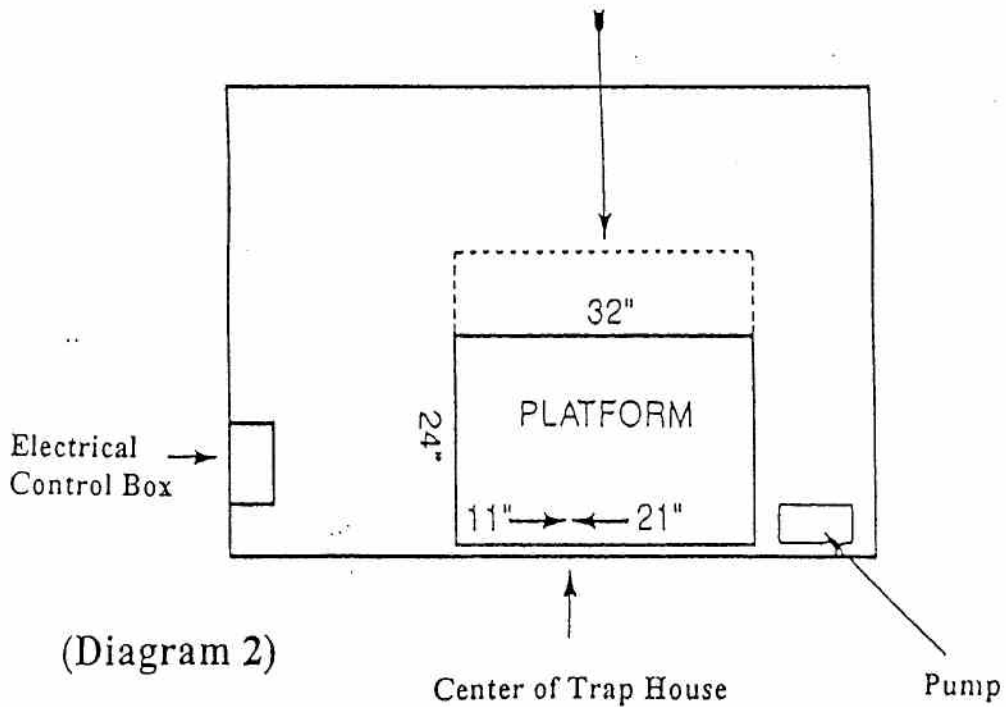 32"
PLATFORM
24"
Electrical
Control Box
11" 21"
(Diagram 2)
Center of Trap House
Pump